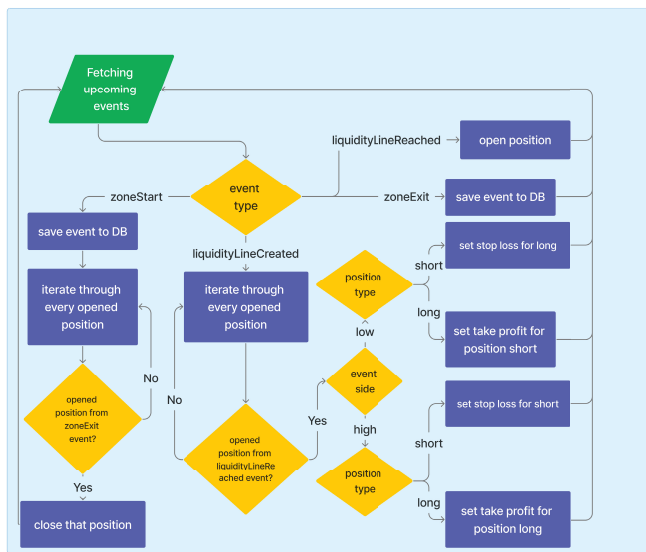 Fetching
upcoming
events
liquidityLineReached
open position
event
type
zoneStart
zoneExit
save event to DB
save event to DB
liquidityLineCreated
iterate through
every opened
position
iterate through
every opened
position
position
type
short
set stop loss for long
long
set take profit for
position short
low
No
No
event
side
opened
position from
zoneExit
event?
opened
position from
liquidityLineRe
ached event?
Yes
set stop loss for short
high
short
position
type
long
set take profit for
position long
Yes
close that position